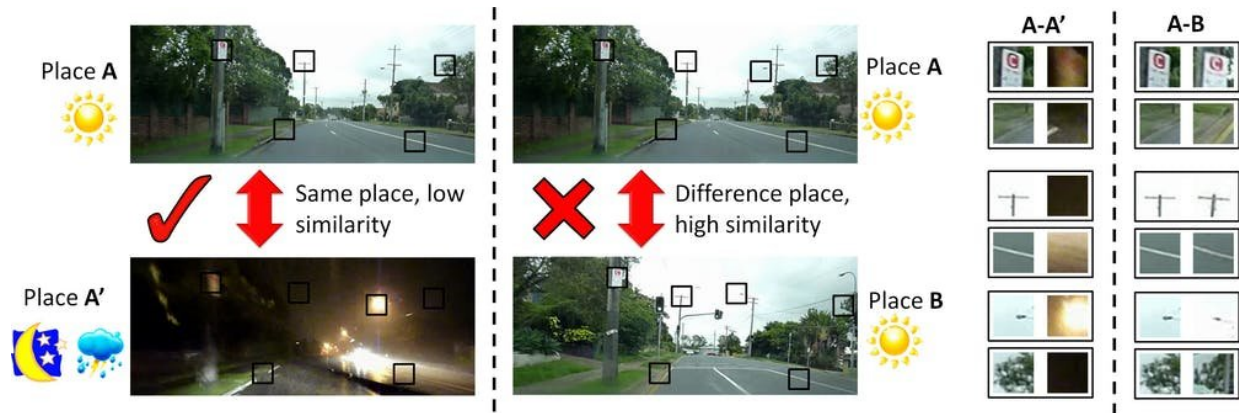 Place A
Same place, low
similarity
Place A'
Place A
Difference place,
high similarity
Place B
A-A’
A-B
C
C
C